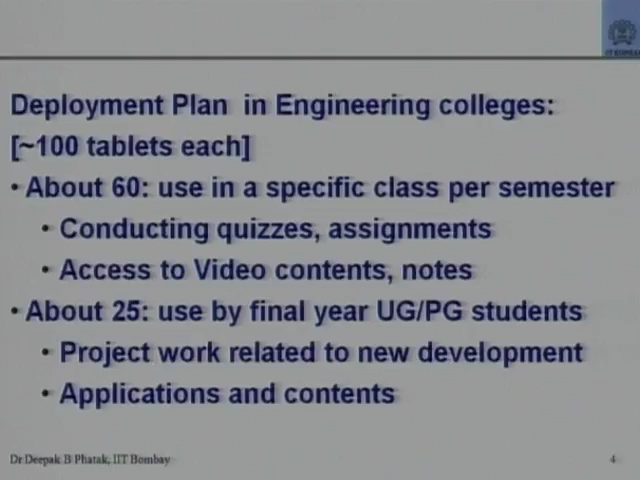 IIT BOMBAY
Deployment Plan in Engineering colleges:
[~100 tablets each]
• About 60: use in a specific class per semester
• Conducting quizzes, assignments
• Access to Video contents, notes
• About 25: use by final year UG/PG students
• Project work related to new development
• Applications and contents
Dr.Deepak B Phatak, IIT Bombay
4